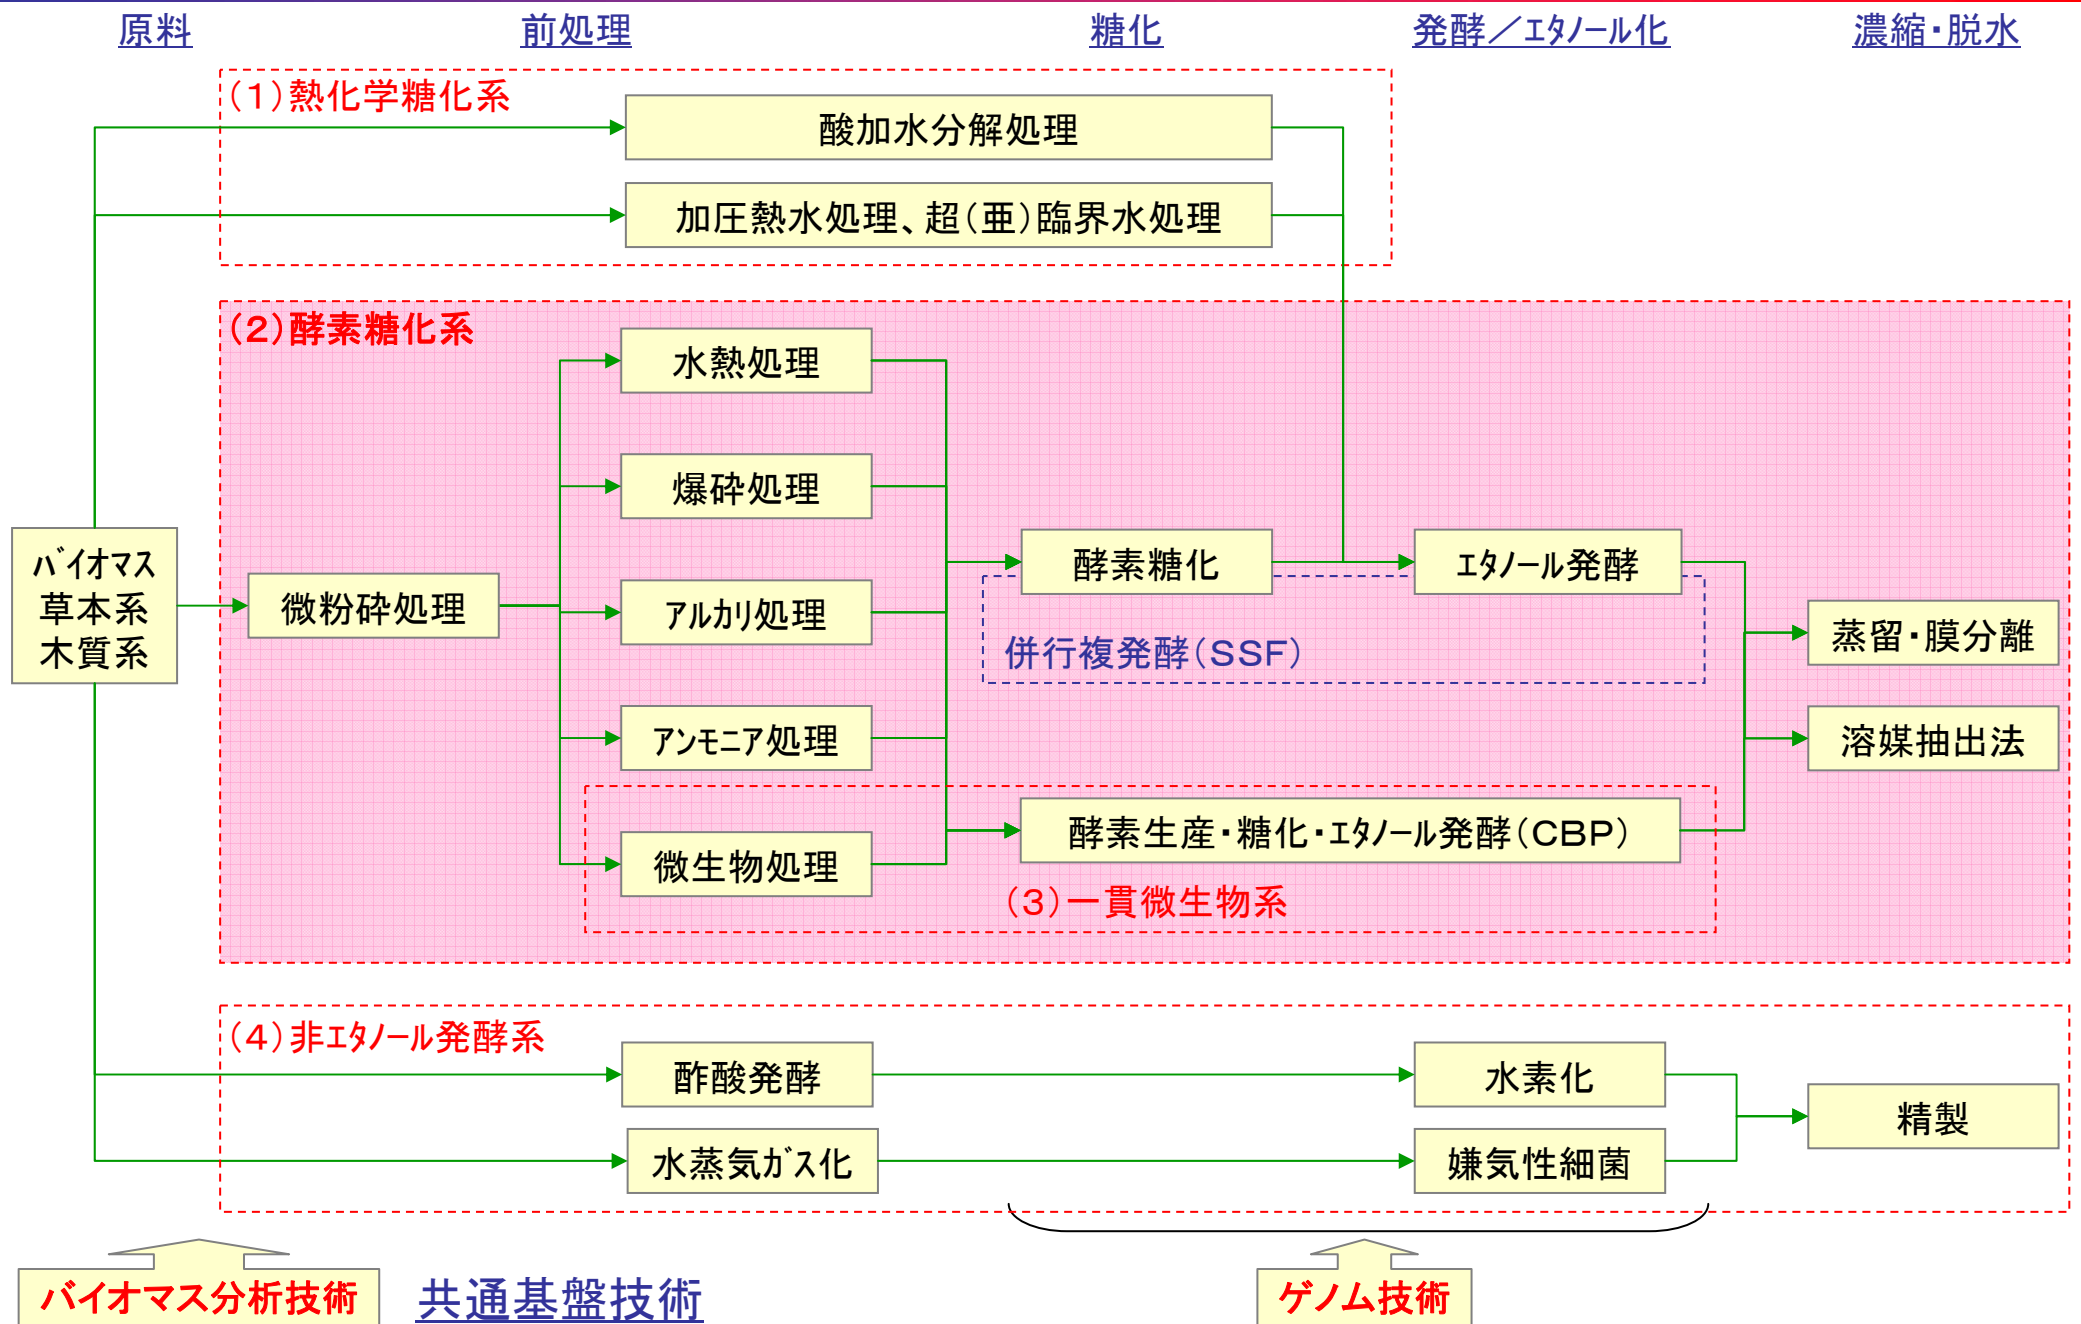 原料
前処理
糖化
発酵／ｴﾀﾉｰﾙ化
濃縮・脱水
（１）熱化学糖化系
酸加水分解処理
加圧熱水処理、超（亜）臨界水処理
（２）酵素糖化系
水熱処理
爆砕処理
ﾊﾞｲｵﾏｽ
草本系
木質系
微粉砕処理
ｱﾙｶﾘ処理
酵素糖化
ｴﾀﾉｰﾙ発酵
併行複発酵（ＳＳＦ）
蒸留・膜分離
ｱﾝﾓﾆｱ処理
溶媒抽出法
微生物処理
酵素生産・糖化・ｴﾀﾉｰﾙ発酵（ＣＢＰ）
（３）一貫微生物系
（４）非ｴﾀﾉｰﾙ発酵系
酢酸発酵
水素化
精製
水蒸気ｶﾞｽ化
嫌気性細菌
バイオマス分析技術
共通基盤技術
ゲノム技術